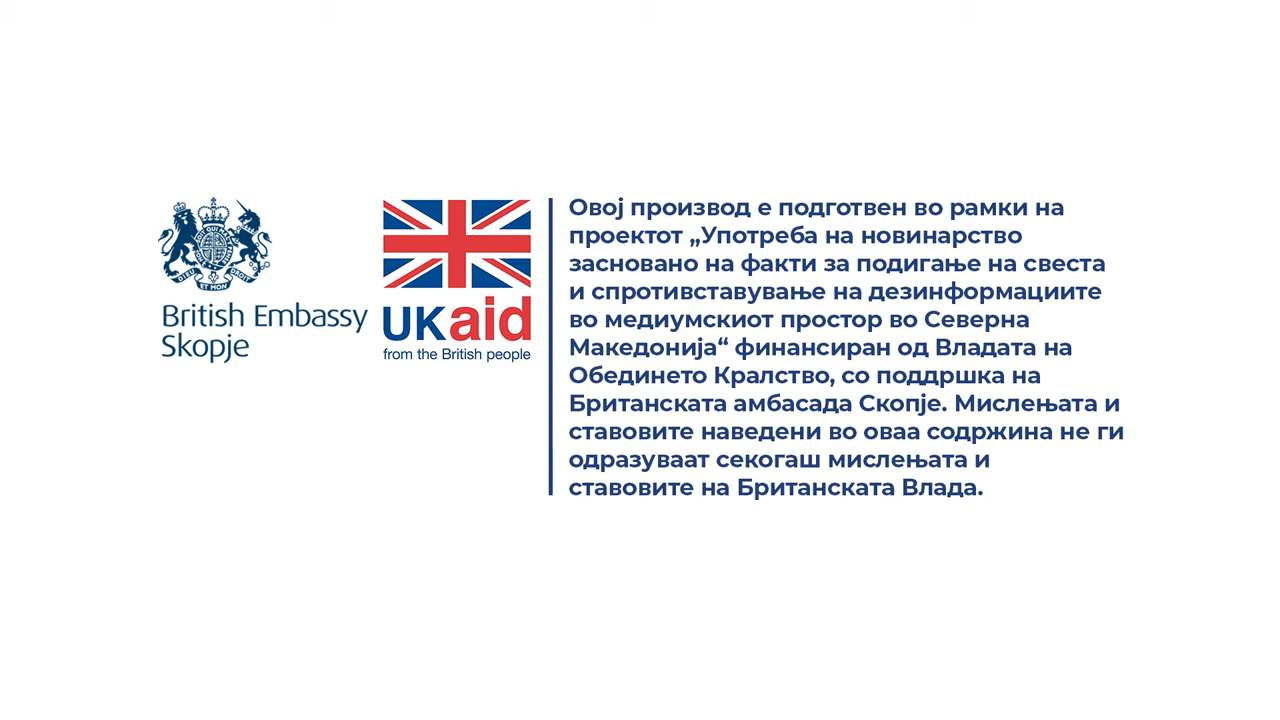 British Embassy
Skopje
UKaid
from the British people
Овој производ е подготвен во рамки на
проектот „Употреба на новинарство
засновано на факти за подигање на свеста
и спротивставување на дезинформациите
во медиумскиот простор во Северна
Македонија“ финансиран од Владата на
Обединето Кралство, со поддршка на
Британската амбасада Скопје. Мислењата и
ставовите наведени во оваа содржина не ги
одразуваат секогаш мислењата и
ставовите на Британската Влада.